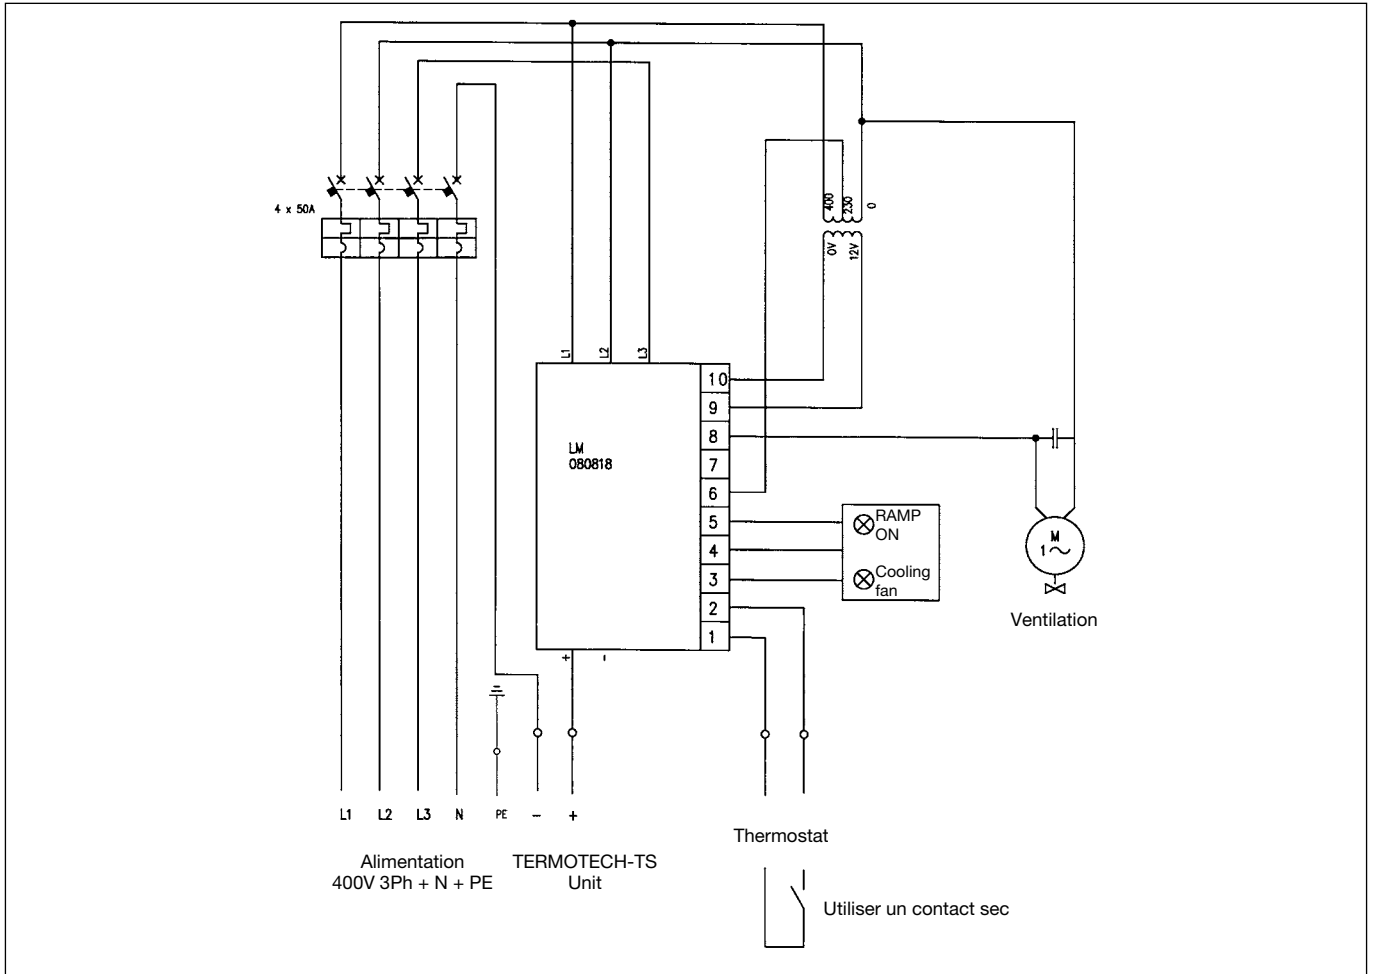 4 x 50A
400
230
0
0V
12V
L1
L2
L3
LM
080818
10
9
8
7
6
5
4
3
2
1
RAMP
ON
Cooling
fan
M
1~
Ventilation
+
-
L1
L2
L3
N
PE
-
+
Alimentation
400V 3Ph + N + PE
TERMOTECH-TS
Unit
Thermostat
Utiliser un contact sec